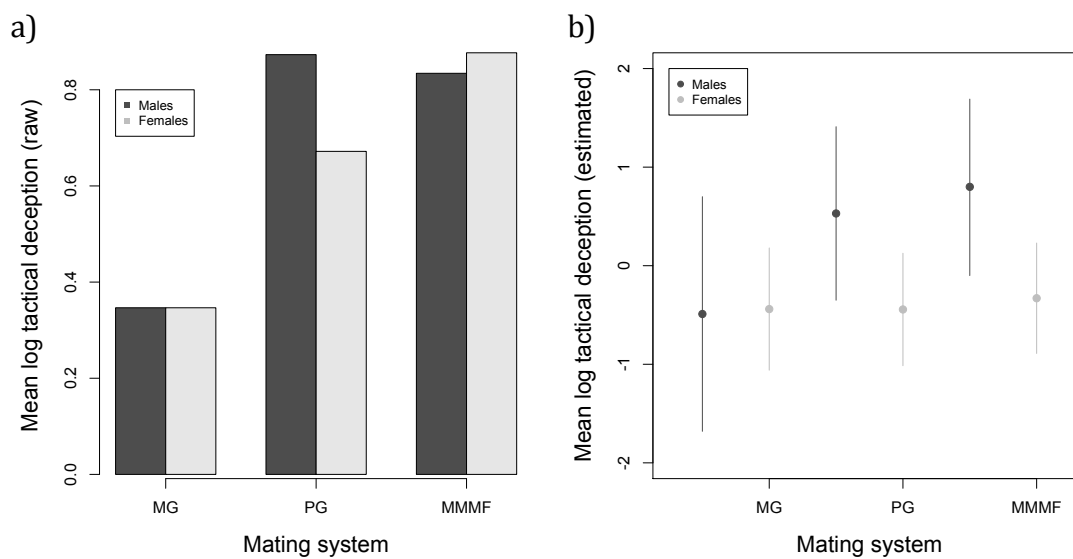 a)
Mean log tactical deception (raw)
0.0
0.2
0.4
0.6
0.8
Males
Females
MG
PG
MMMF
Mating system
b)
Mean log tactical deception (estimated)
-2
-1
0
1
2
Males
Females
MG
PG
MMMF
Mating system